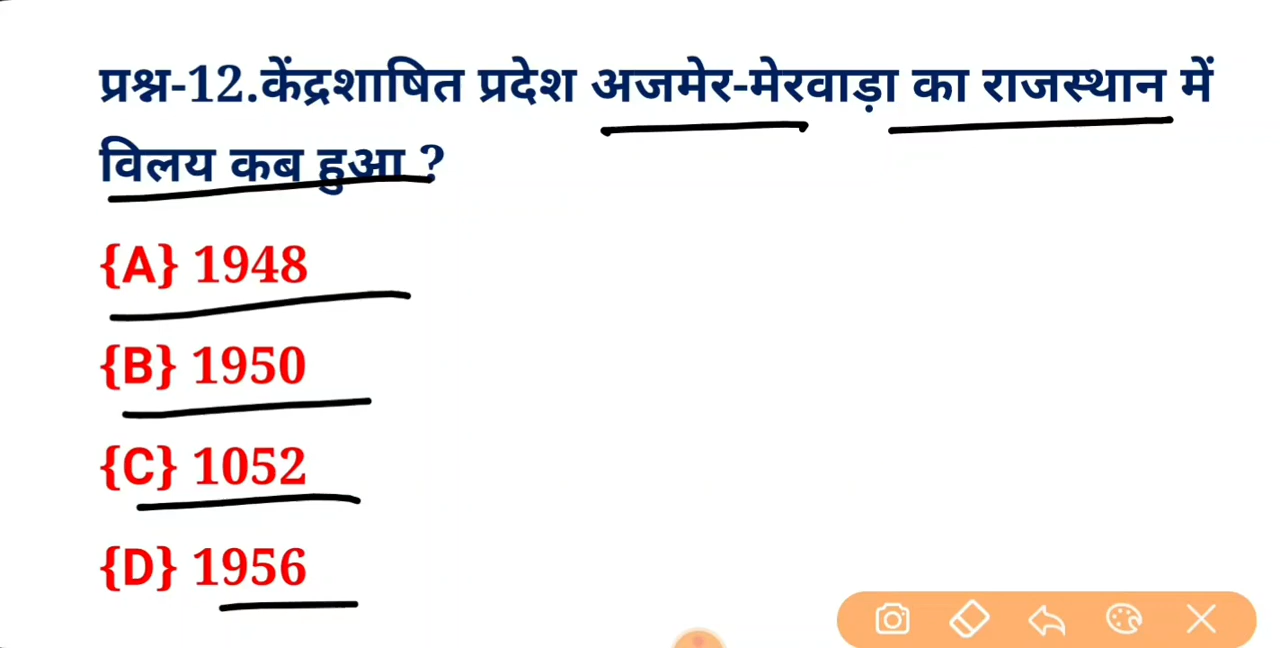 प्रश्न-12.केंद्रशाषित प्रदेश अजमेर-मेरवाड़ा का राजस्थान में
विलय कब हुआ ?
{A} 1948
{B} 1950
{C} 1052
{D} 1956